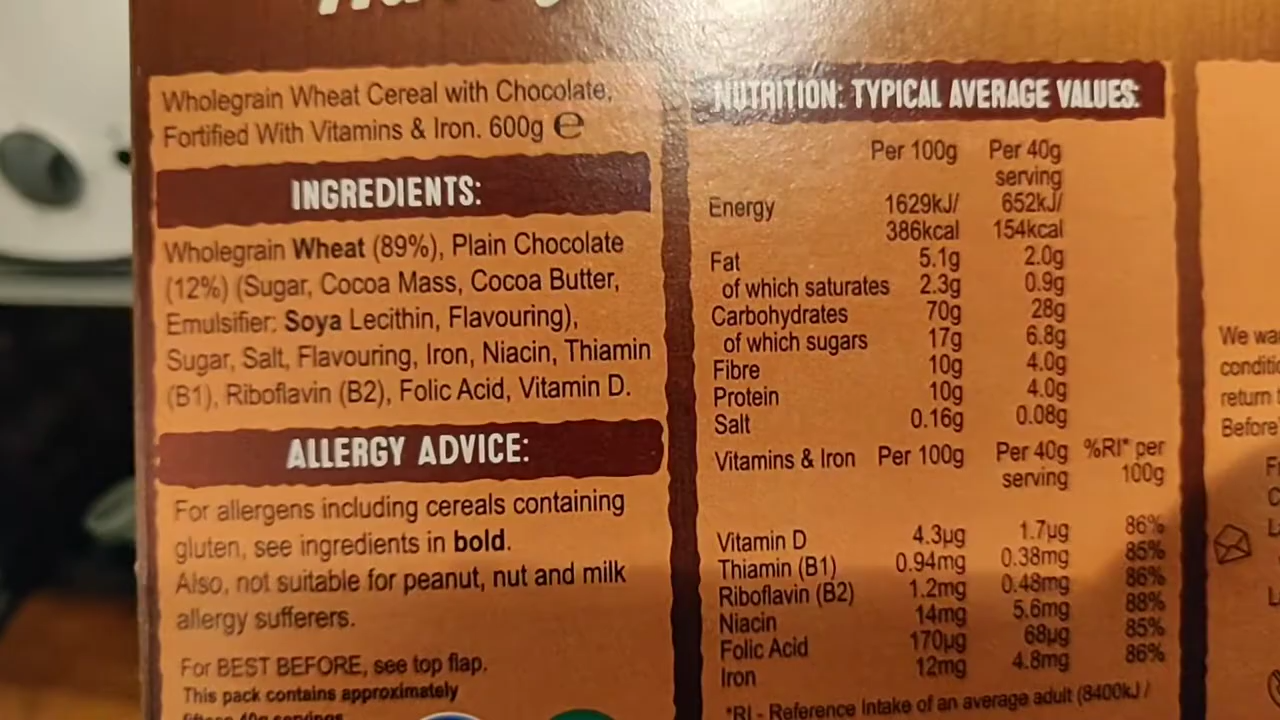 Wholegrain Wheat Cereal with Chocolate,
Fortified With Vitamins & Iron. 600g ℮
INGREDIENTS:
Wholegrain Wheat (89%), Plain Chocolate
(12%) (Sugar, Cocoa Mass, Cocoa Butter,
Emulsifier: Soya Lecithin, Flavouring),
Sugar, Salt, Flavouring, Iron, Niacin, Thiamin
(B1), Riboflavin (B2), Folic Acid, Vitamin D.
ALLERGY ADVICE:
For allergens including cereals containing
gluten, see ingredients in bold.
Also, not suitable for peanut, nut and milk
allergy sufferers.
For BEST BEFORE, see top flap.
This pack contains approximately
fifteen 40g servings
NUTRITION: TYPICAL AVERAGE VALUES:
Per 100g Per 40g
serving
Energy 1629kJ/ 652kJ/
386kcal 154kcal
Fat 5.1g 2.0g
of which saturates 2.3g 0.9g
Carbohydrates 70g 28g
of which sugars 17g 6.8g
Fibre 10g 4.0g
Protein 10g 4.0g
Salt 0.16g 0.08g
Vitamins & Iron Per 100g Per 40g %RI* per
serving 100g
Vitamin D 4.3µg 1.7µg 86%
Thiamin (B1) 0.94mg 0.38mg 85%
Riboflavin (B2) 1.2mg 0.48mg 86%
Niacin 14mg 5.6mg 88%
Folic Acid 170µg 68µg 85%
Iron 12mg 4.8mg 86%
*RI - Reference Intake of an average adult (8400kJ /
We
return
Before